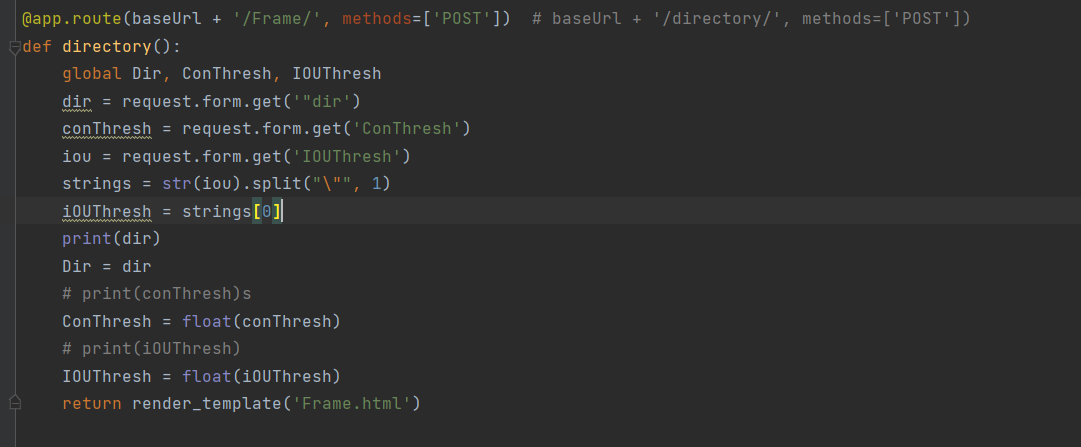 @app.route(baseUrl + '/Frame/', methods=['POST'])  # baseUrl + '/directory/', methods=['POST'])
def directory():
    global Dir, ConThresh, IOUThresh
    dir = request.form.get('"dir')
    conThresh = request.form.get('ConThresh')
    iou = request.form.get('IOUThresh')
    strings = str(iou).split("\"", 1)
    iOUThresh = strings[0]
    print(dir)
    Dir = dir
    # print(conThresh)s
    ConThresh = float(conThresh)
    # print(iOUThresh)
    IOUThresh = float(iOUThresh)
    return render_template('Frame.html')